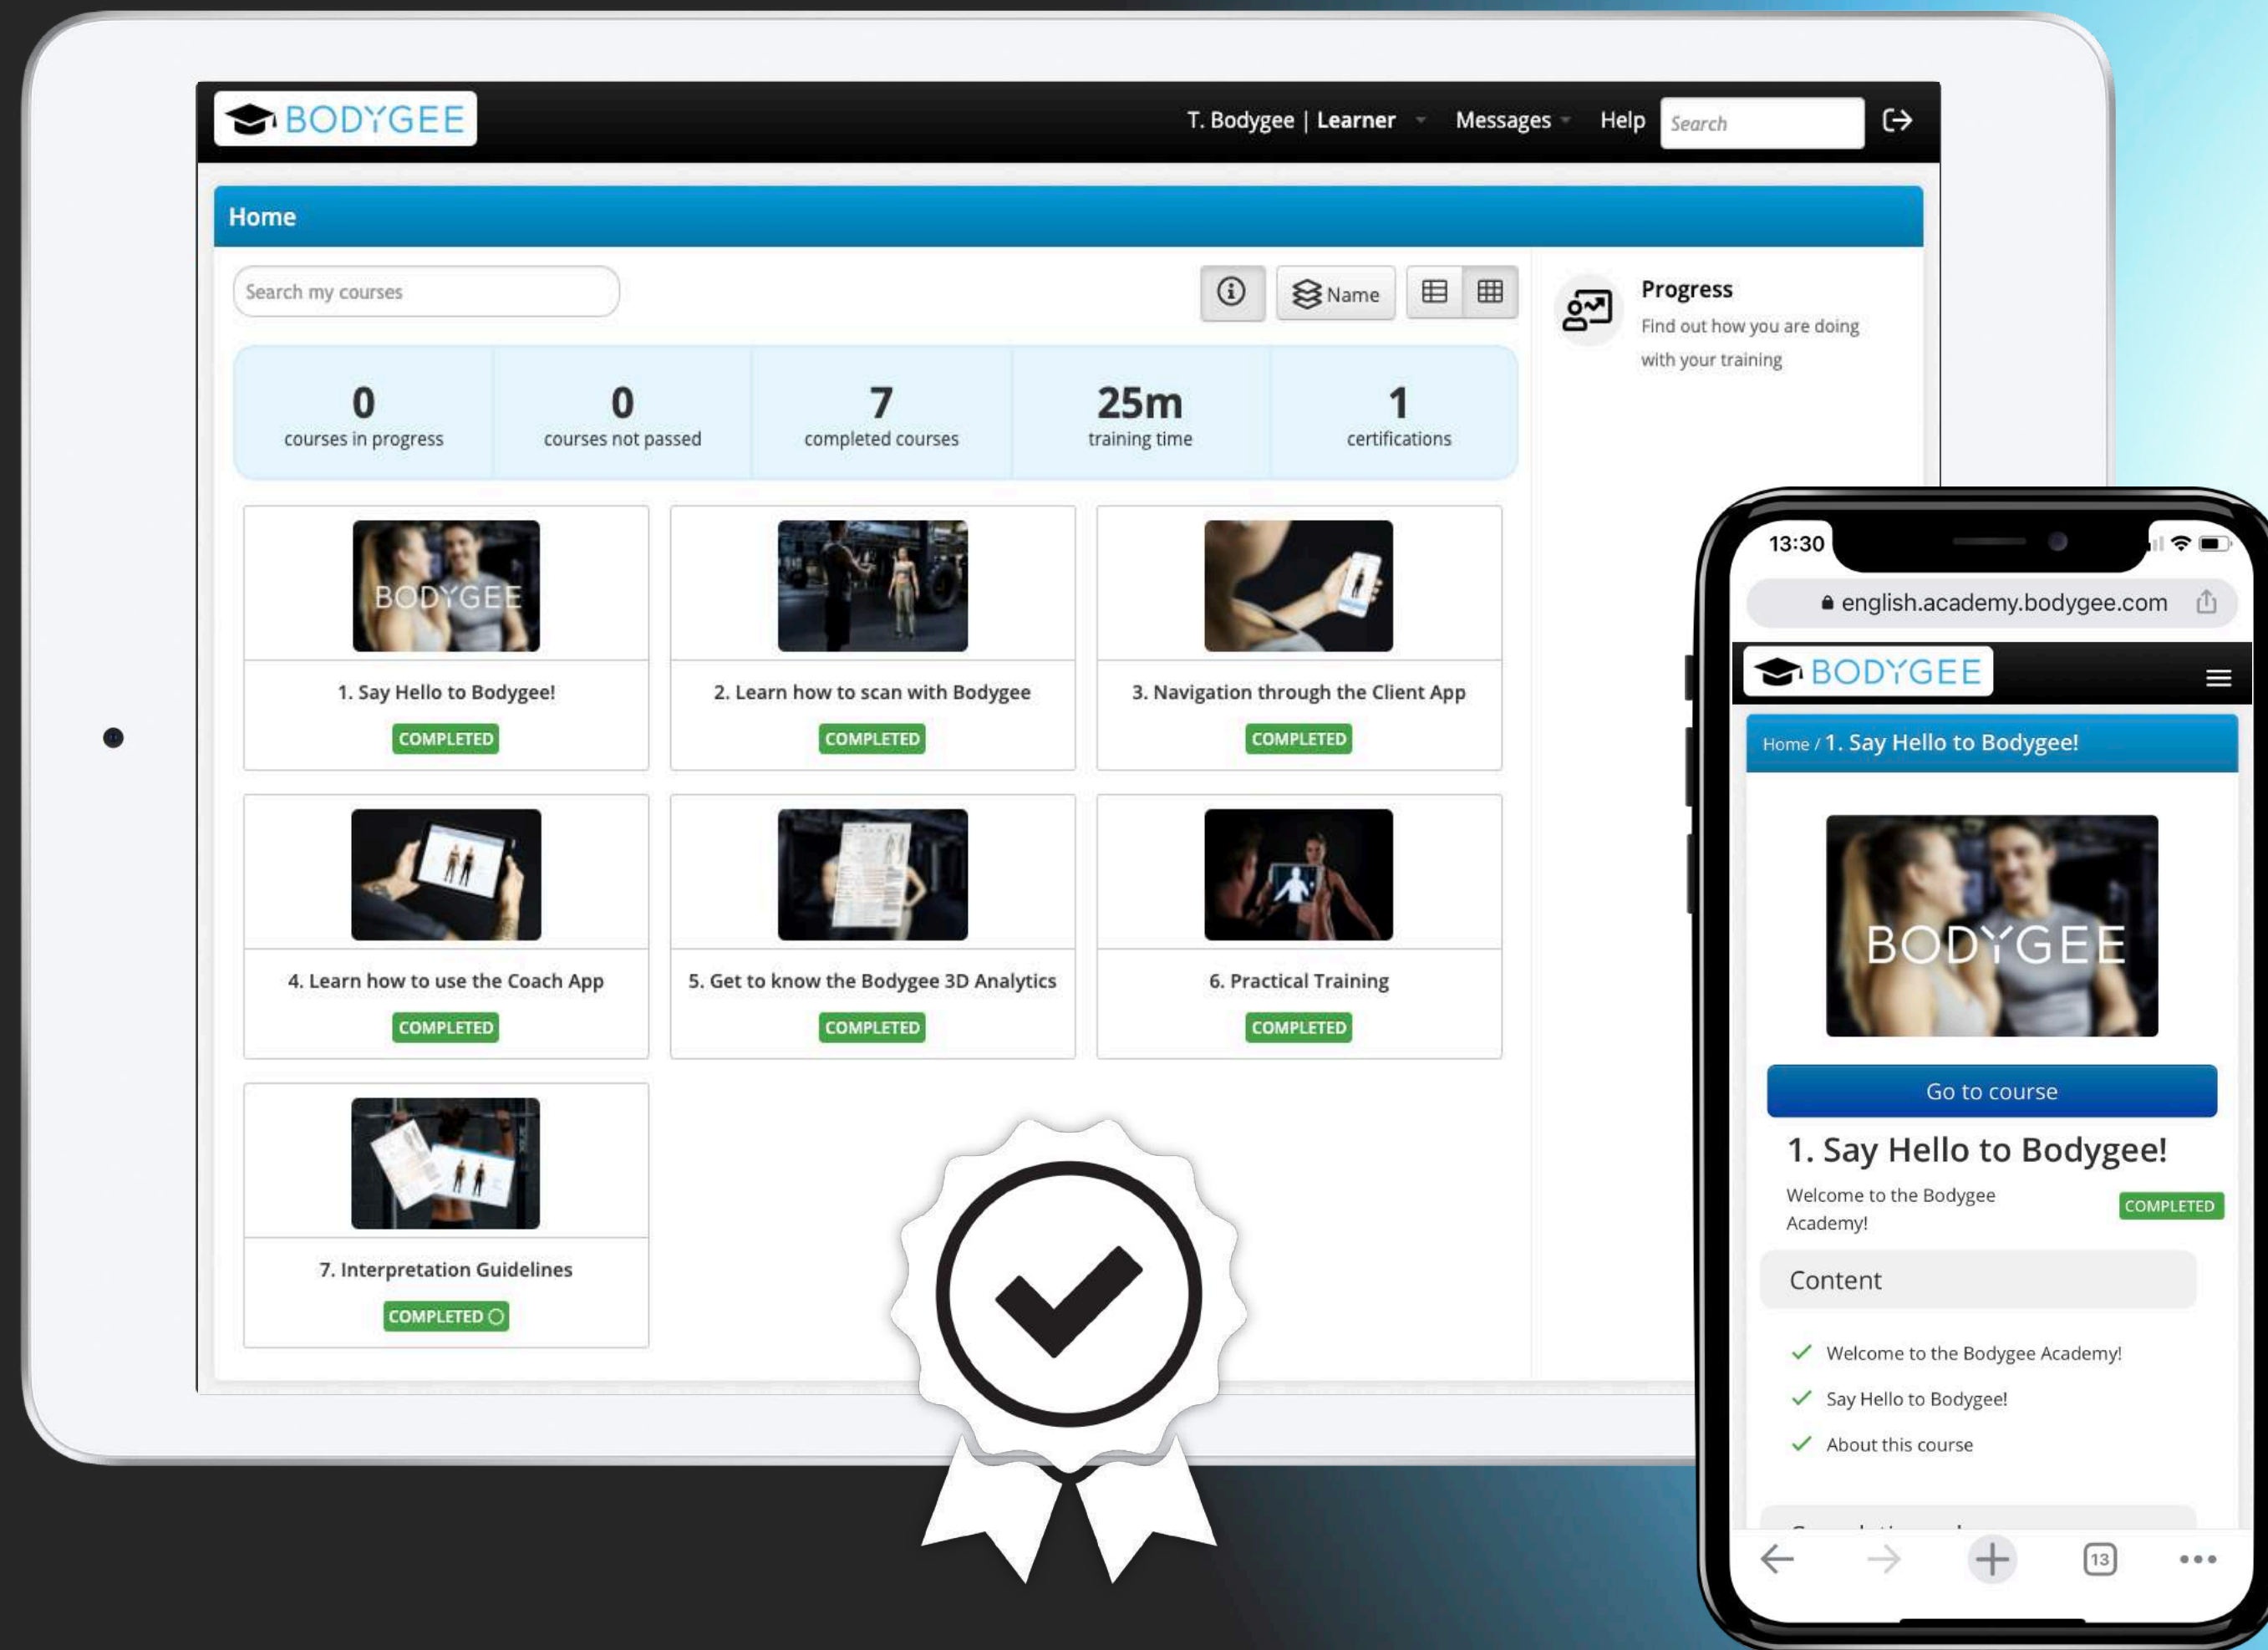 BODYGEE
T. Bodygee | Learner Messages Help Search
Home
Search my courses
Name
0
courses in progress
0
courses not passed
7
completed courses
25m
training time
1
certifications
Progress
Find out how you are doing
with your training
BODYGEE
1. Say Hello to Bodygee!
COMPLETED
2. Learn how to scan with Bodygee
COMPLETED
3. Navigation through the Client App
COMPLETED
4. Learn how to use the Coach App
COMPLETED
5. Get to know the Bodygee 3D Analytics
COMPLETED
6. Practical Training
COMPLETED
7. Interpretation Guidelines
COMPLETED
13:30
english.academy.bodygee.com
BODYGEE
Home / 1. Say Hello to Bodygee!
BODYGEE
Go to course
1. Say Hello to Bodygee!
Welcome to the Bodygee
Academy!
COMPLETED
Content
Welcome to the Bodygee Academy!
Say Hello to Bodygee!
About this course
13